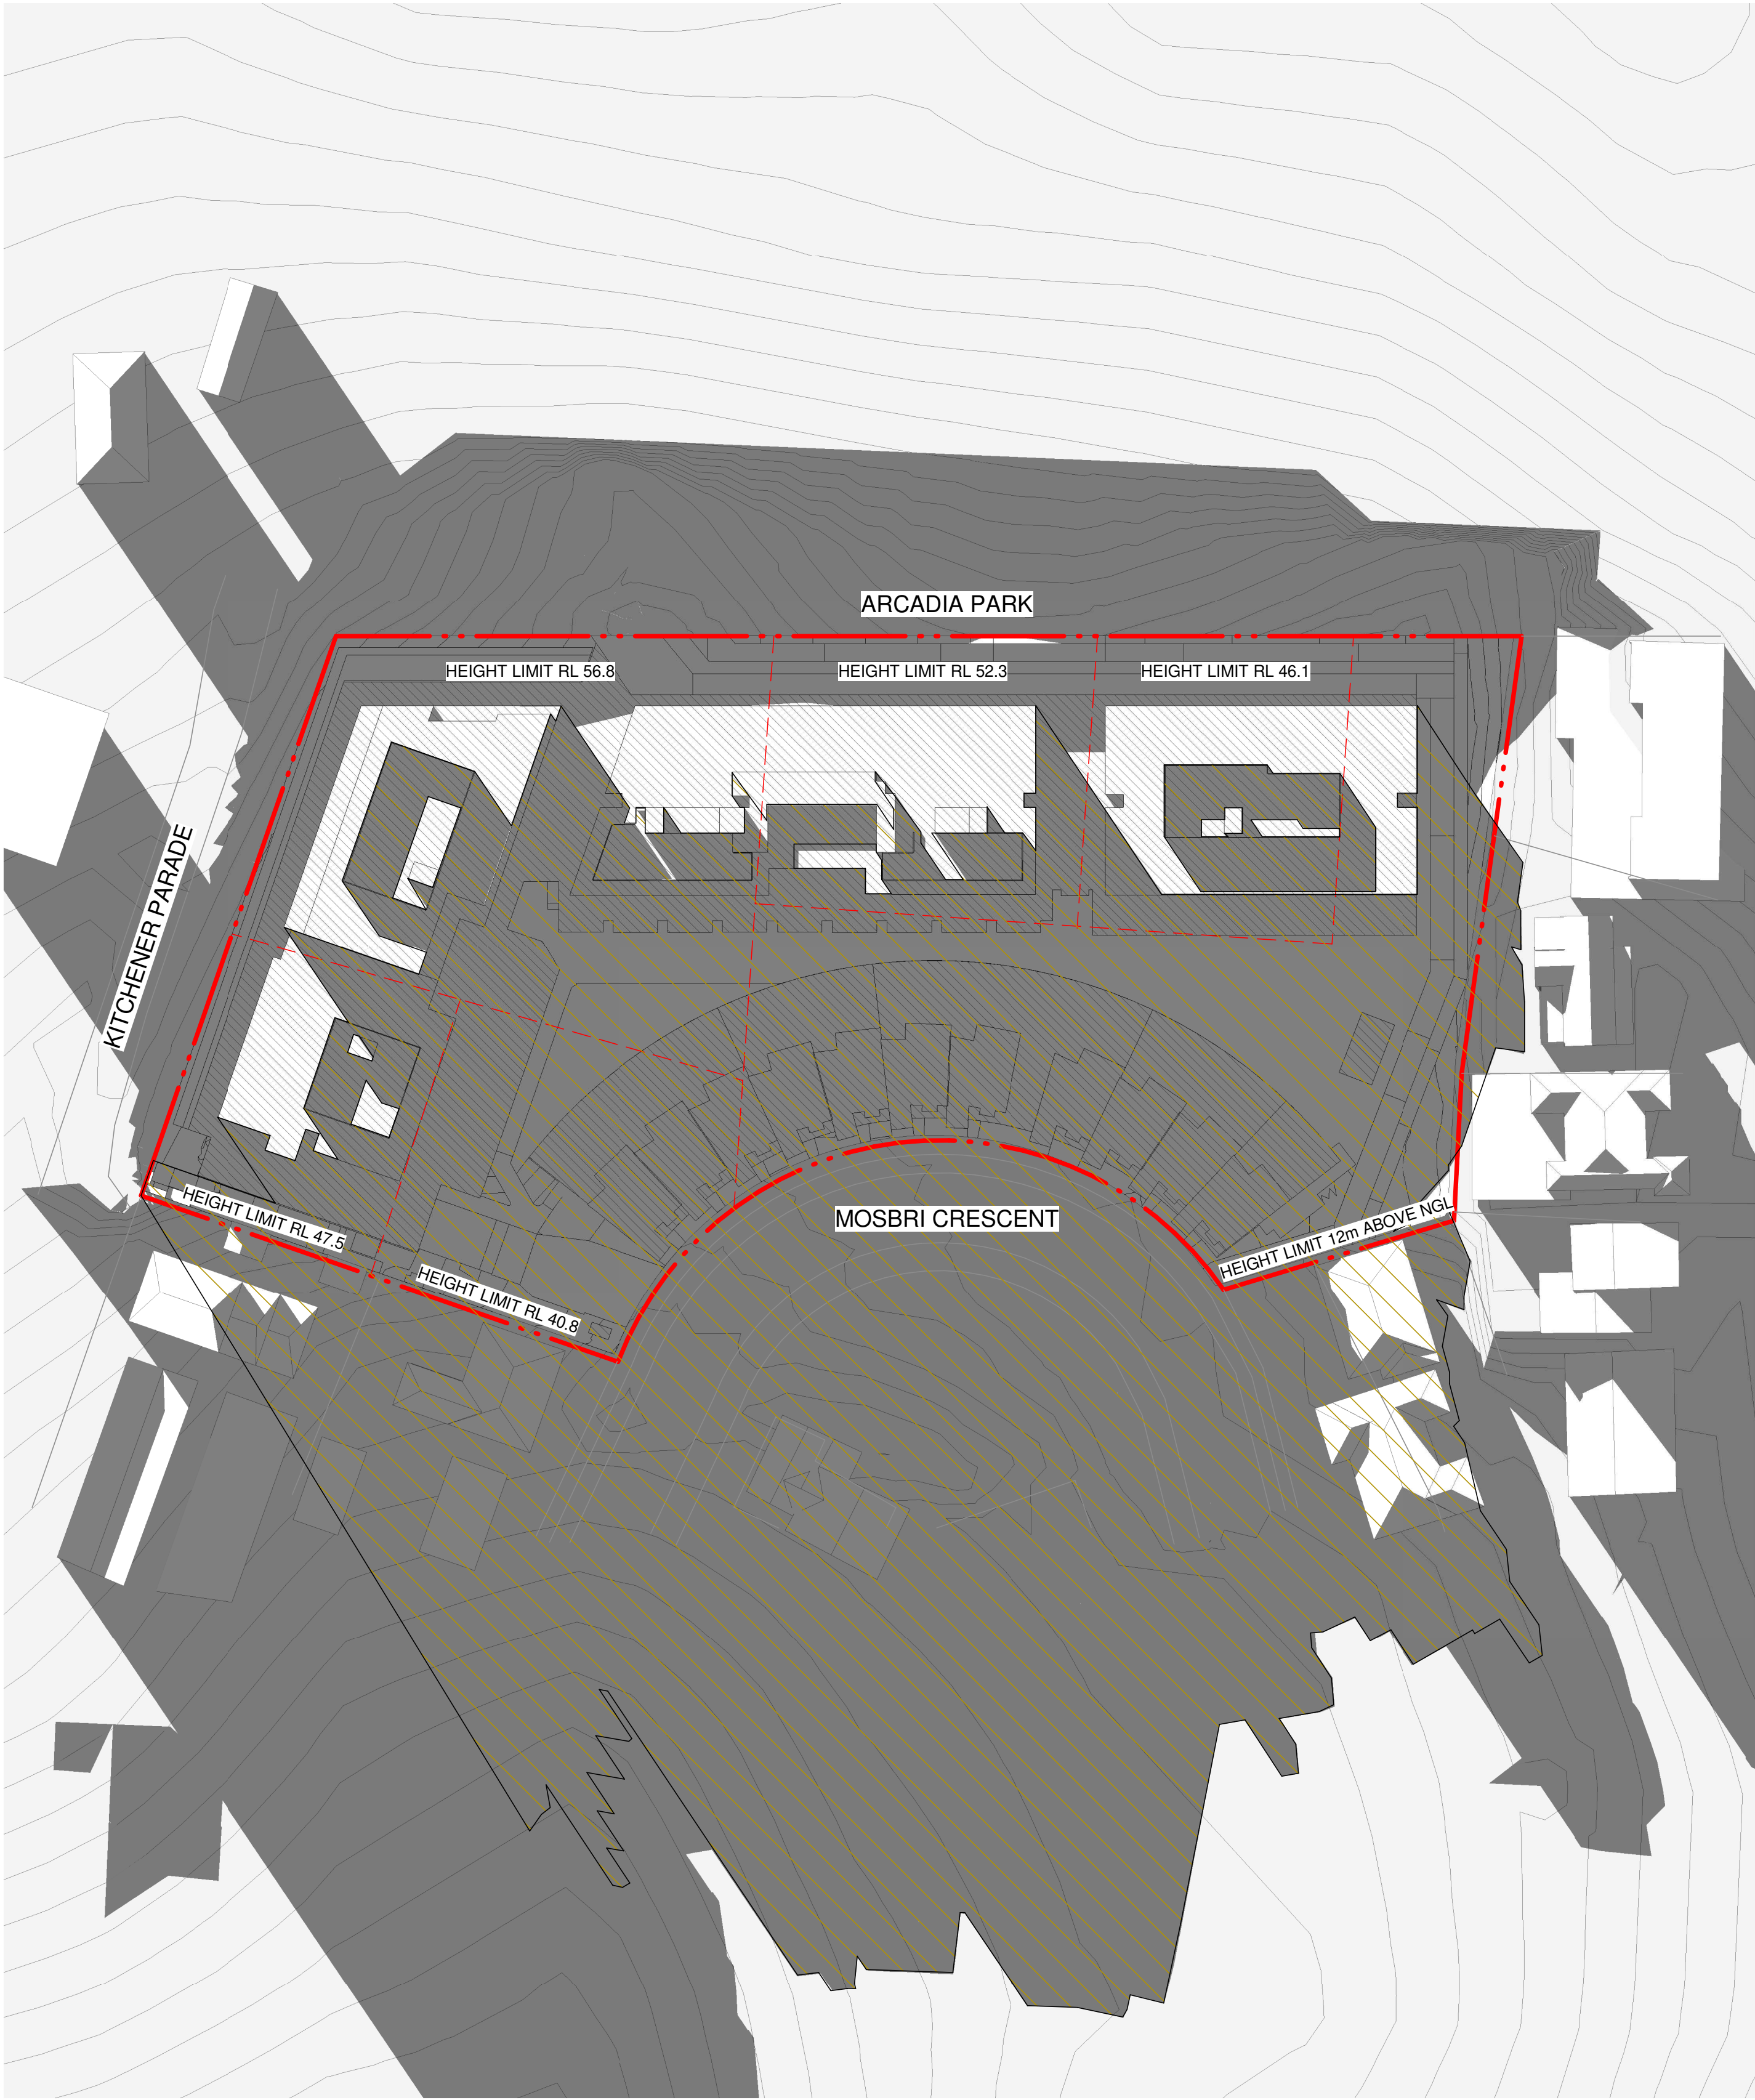 ARCADIA PARK
HEIGHT LIMIT RL 56.8
HEIGHT LIMIT RL 52.3
HEIGHT LIMIT RL 46.1
KITCHENER PARADE
HEIGHT LIMIT RL 47.5
MOSBRI CRESCENT
HEIGHT LIMIT 12m ABOVE NGL
HEIGHT LIMIT RL 40.8